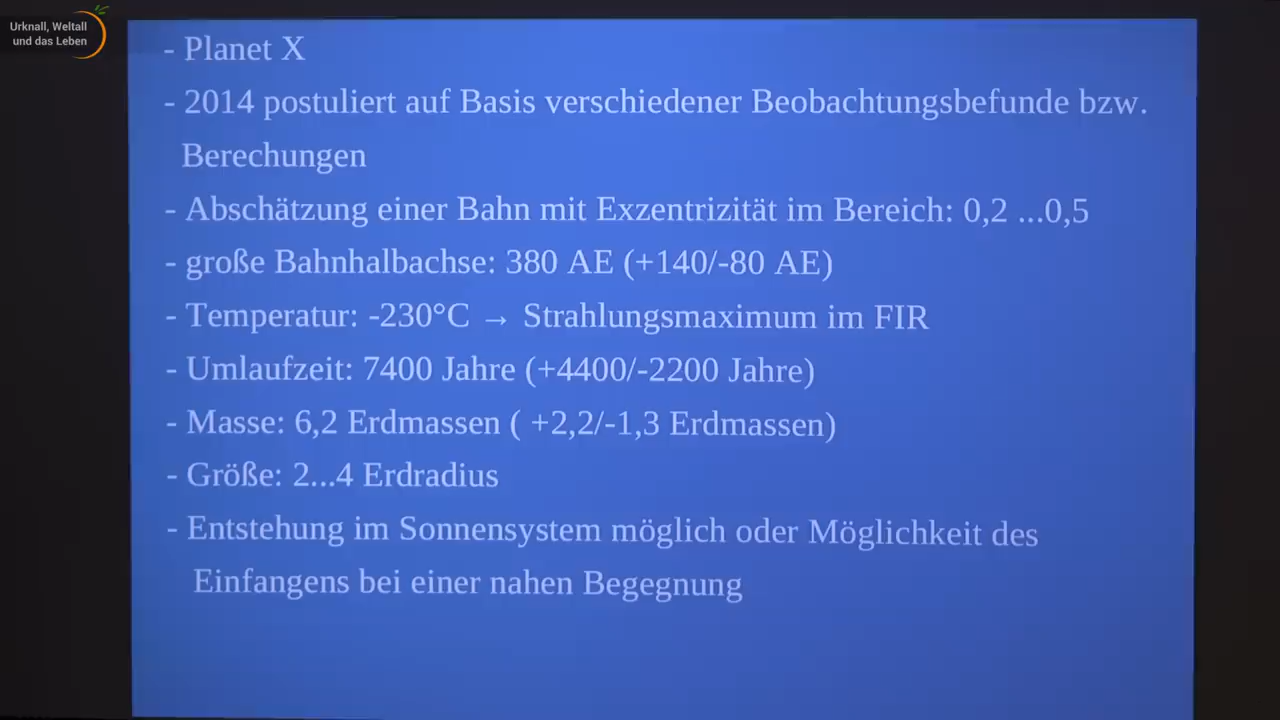 Urknall, Weltall
und das Leben
- Planet X
- 2014 postuliert auf Basis verschiedener Beobachtungsbefunde bzw.
Berechungen
- Abschätzung einer Bahn mit Exzentrizität im Bereich: 0,2 ...0,5
- große Bahnhalbachse: 380 AE (+140/-80 AE)
- Temperatur: -230°C → Strahlungsmaximum im FIR
- Umlaufzeit: 7400 Jahre (+4400/-2200 Jahre)
- Masse: 6,2 Erdmassen ( +2,2/-1,3 Erdmassen)
- Größe: 2...4 Erdradius
- Entstehung im Sonnensystem möglich oder Möglichkeit des
Einfangens bei einer nahen Begegnung